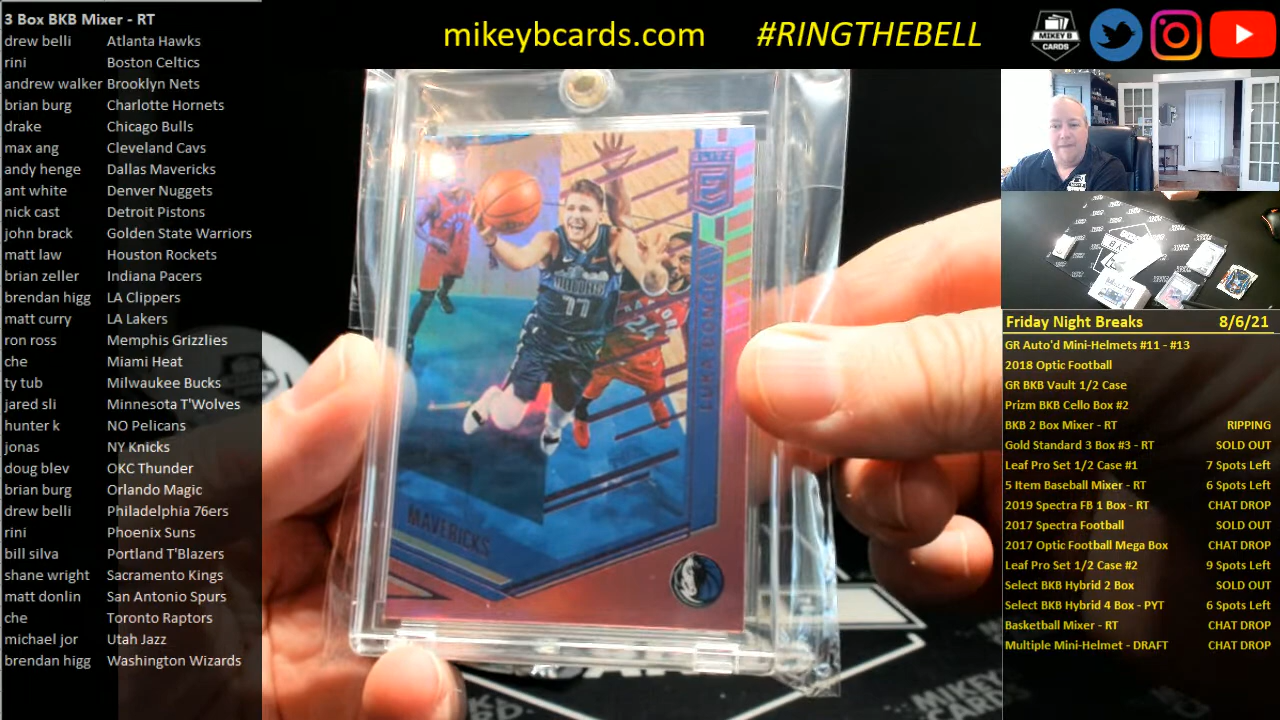 3 Box BKB Mixer - RT
drew belli Atlanta Hawks
rini Boston Celtics
andrew walker Brooklyn Nets
brian burg Charlotte Hornets
drake Chicago Bulls
max ang Cleveland Cavs
andy henge Dallas Mavericks
ant white Denver Nuggets
nick cast Detroit Pistons
john brack Golden State Warriors
matt law Houston Rockets
brian zeller Indiana Pacers
brendan higg LA Clippers
matt curry LA Lakers
ron ross Memphis Grizzlies
che Miami Heat
ty tub Milwaukee Bucks
jared sli Minnesota T'Wolves
hunter k NO Pelicans
jonas NY Knicks
doug blev OKC Thunder
brian burg Orlando Magic
drew belli Philadelphia 76ers
rini Phoenix Suns
bill silva Portland T'Blazers
shane wright Sacramento Kings
matt donlin San Antonio Spurs
che Toronto Raptors
michael jor Utah Jazz
brendan higg Washington Wizards
mikeybcards.com #RINGTHEBELL
MIKEY B
CARDS
ELITE
LUKA DONCIC
77
24
MAVERICKS
MIKEY
CARDS
Friday Night Breaks 8/6/21
GR Auto'd Mini-Helmets #11 - #13
2018 Optic Football
GR BKB Vault 1/2 Case
Prizm BKB Cello Box #2
BKB 2 Box Mixer - RT RIPPING
Gold Standard 3 Box #3 - RT SOLD OUT
Leaf Pro Set 1/2 Case #1 7 Spots Left
5 Item Baseball Mixer - RT 6 Spots Left
2019 Spectra FB 1 Box - RT CHAT DROP
2017 Spectra Football SOLD OUT
2017 Optic Football Mega Box CHAT DROP
Leaf Pro Set 1/2 Case #2 9 Spots Left
Select BKB Hybrid 2 Box SOLD OUT
Select BKB Hybrid 4 Box - PYT 6 Spots Left
Basketball Mixer - RT CHAT DROP
Multiple Mini-Helmet - DRAFT CHAT DROP